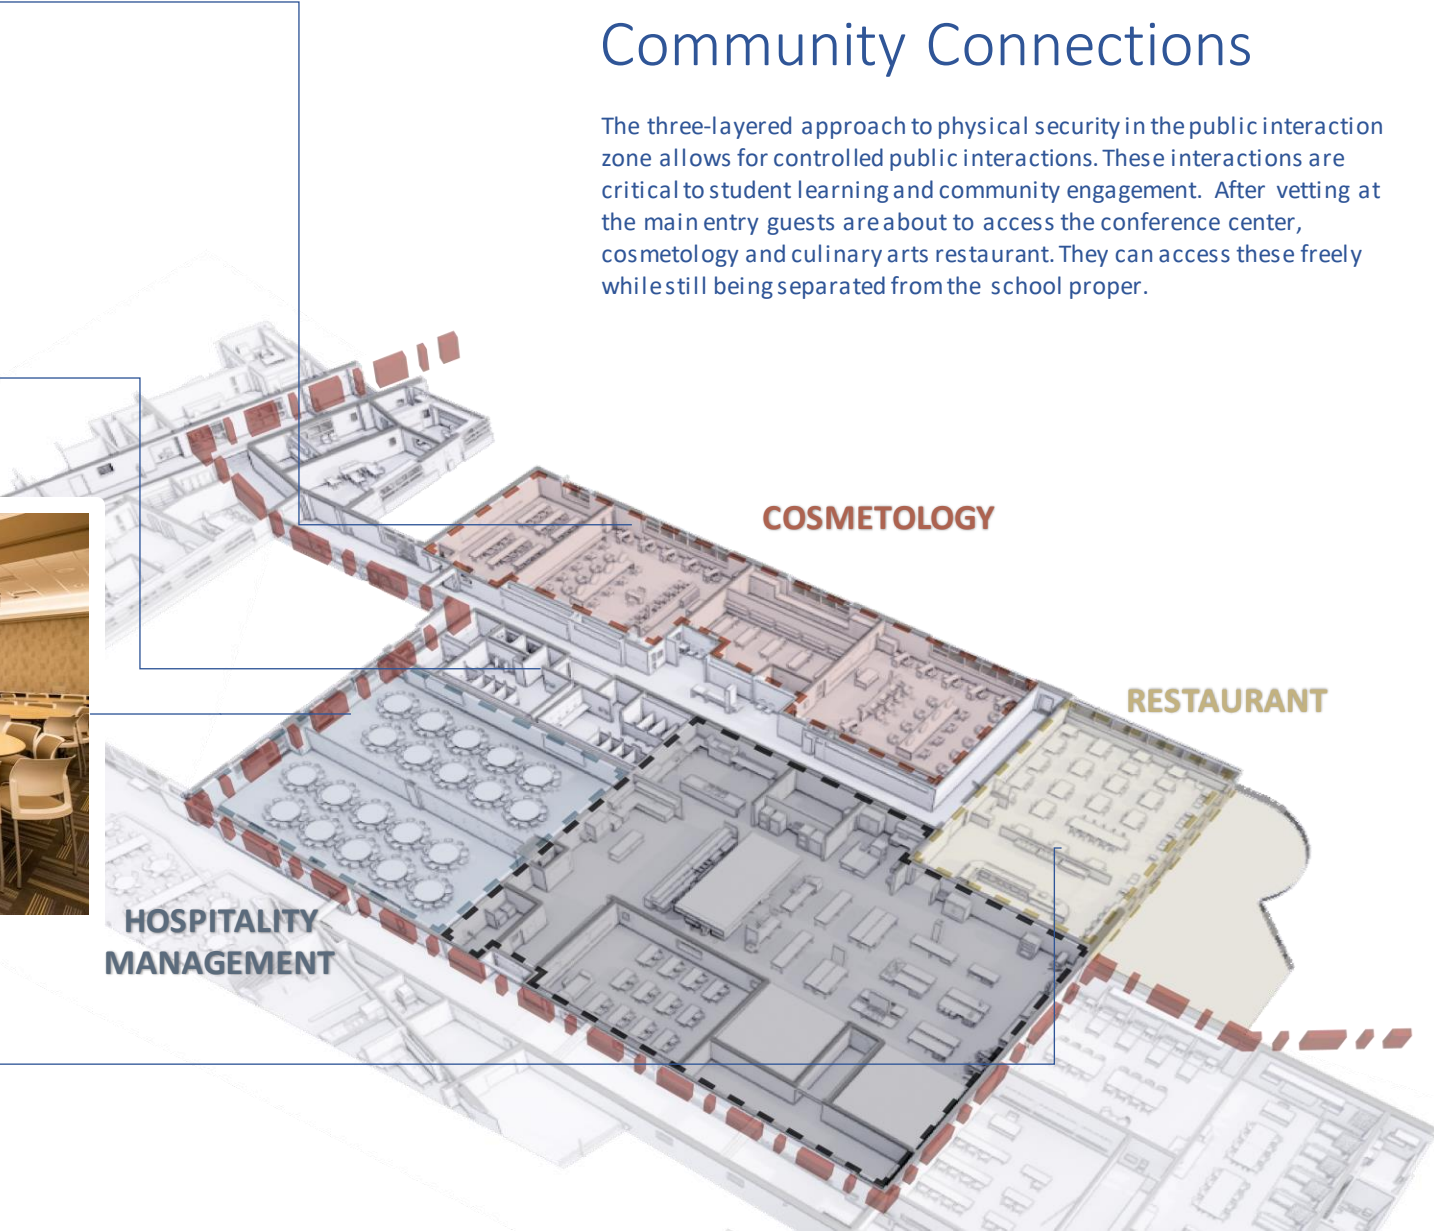 Community Connections
The three-layered approach to physical security in the public interaction
zone allows for controlled public interactions. These interactions are
critical to student learning and community engagement. After vetting at
the main entry guests are about to access the conference center,
cosmetology and culinary arts restaurant. They can access these freely
while still being separated from the school proper.
COSMETOLOGY
RESTAURANT
HOSPITALITY
MANAGEMENT